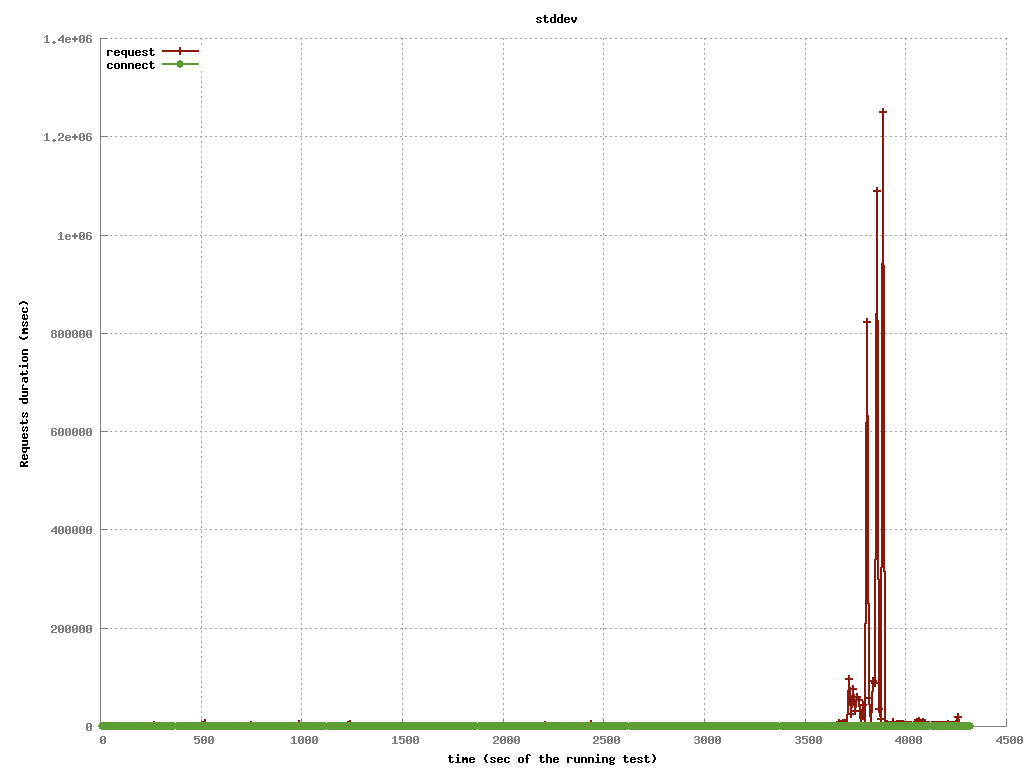 stddev
1.4e+06
request
connect
1.2e+06
1e+06
800000
Requests duration (msec)
600000
400000
200000
0
0 500 1000 1500 2000 2500 3000 3500 4000 4500
time (sec of the running test)